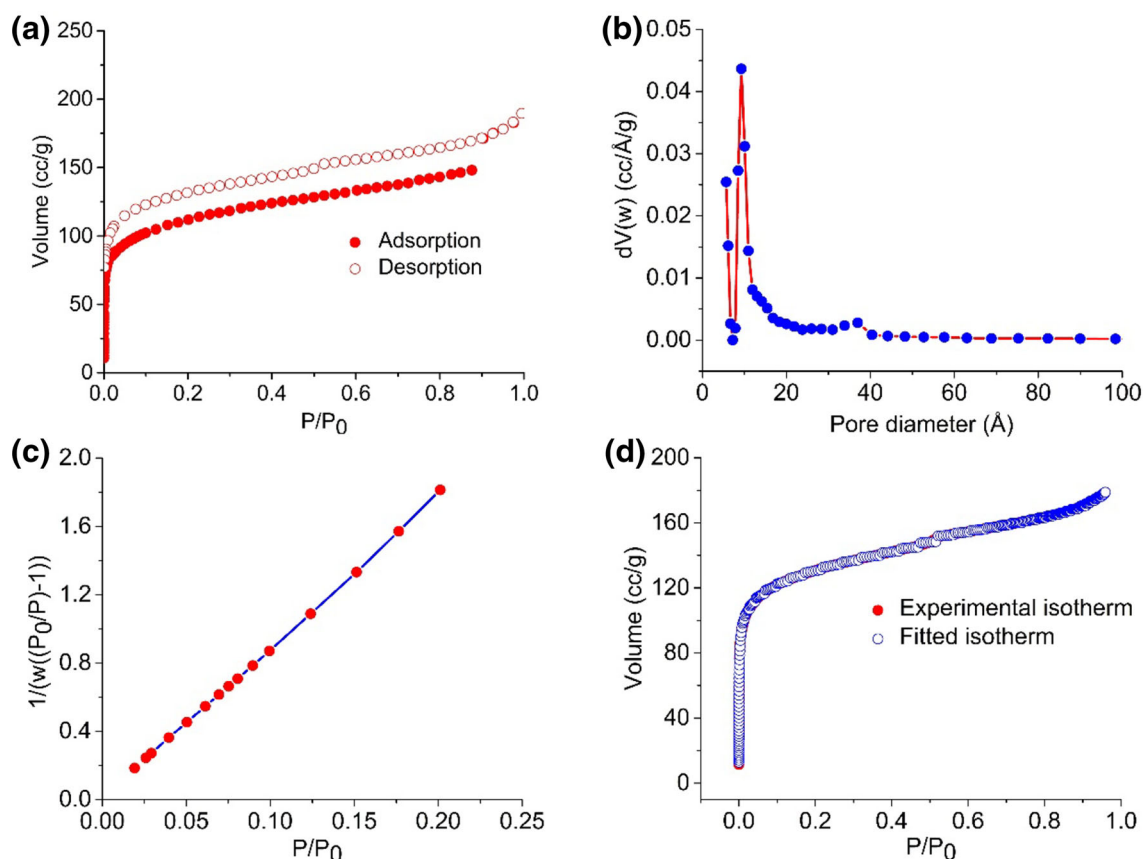 (a)
250
200
150
100
50
0
Volume (cc/g)
Adsorption
Desorption
0.0 0.2 0.4 0.6 0.8 1.0
P/P0
(b)
0.05
0.04
0.03
0.02
0.01
0.00
dV(w) (cc/Å/g)
0 20 40 60 80 100
Pore diameter (Å)
(c)
2.0
1.6
1.2
0.8
0.4
0.0
1/(w((P0/P)-1))
0.00 0.05 0.10 0.15 0.20 0.25
P/P0
(d)
200
160
120
80
40
0
Volume (cc/g)
Experimental isotherm
Fitted isotherm
0.0 0.2 0.4 0.6 0.8 1.0
P/P0